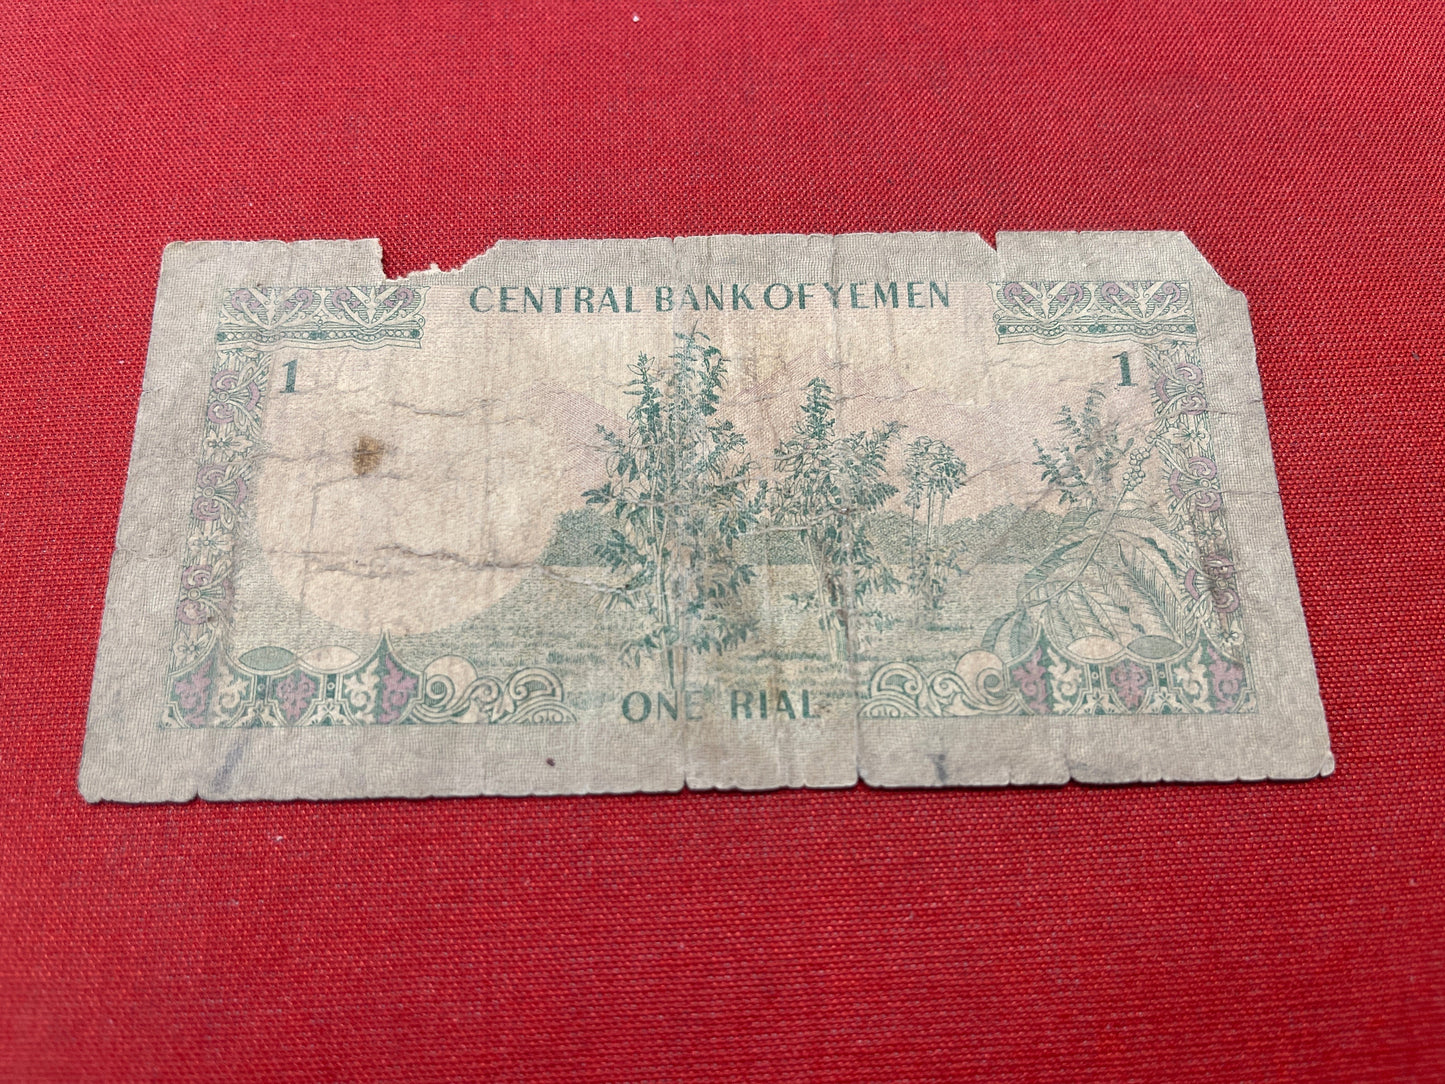 CENTRAL BANK OF YEMEN
1 1
ONE RIAL